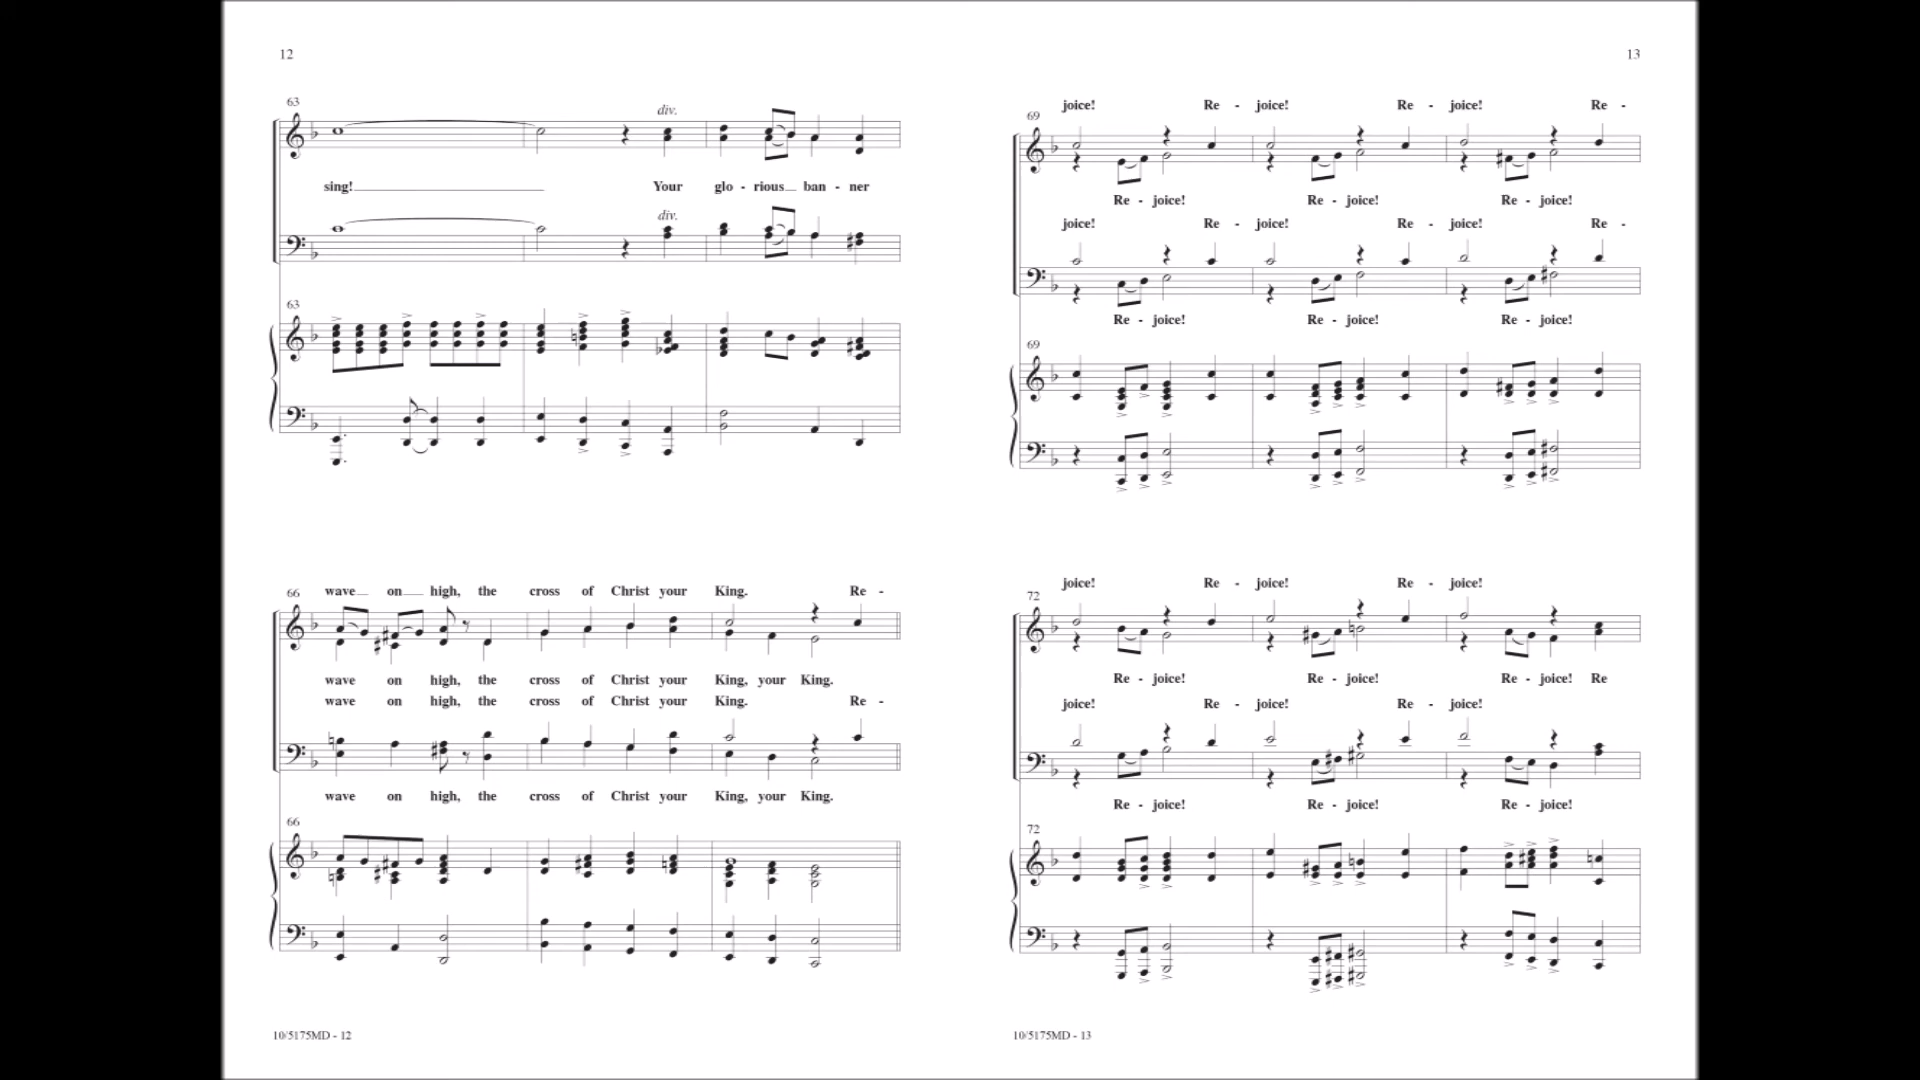 12
63
div.
sing! Your glo - rious ban - ner
div.
63
66 wave on high, the cross of Christ your King. Re -
wave on high, the cross of Christ your King, your King.
wave on high, the cross of Christ your King. Re -
wave on high, the cross of Christ your King, your King.
66
10/5175MD - 12
13
joice! Re - joice! Re - joice! Re -
69
Re - joice! Re - joice! Re - joice!
joice! Re - joice! Re - joice! Re -
Re - joice! Re - joice! Re - joice!
69
joice! Re - joice! Re - joice!
72
Re - joice! Re - joice! Re - joice! Re
joice! Re - joice! Re - joice!
Re - joice! Re - joice! Re - joice!
72
10/5175MD - 13